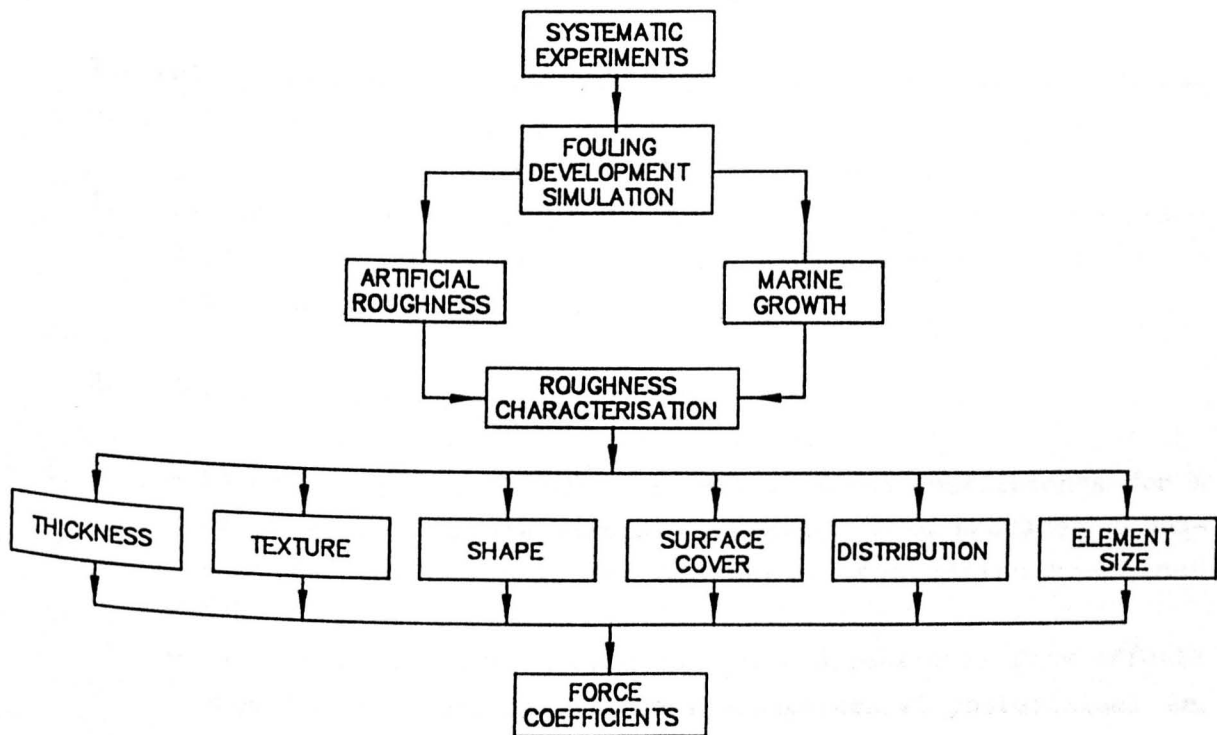 SYSTEMATIC
EXPERIMENTS
FOULING
DEVELOPMENT
SIMULATION
ARTIFICIAL
ROUGHNESS
MARINE
GROWTH
ROUGHNESS
CHARACTERISATION
THICKNESS
TEXTURE
SHAPE
SURFACE
COVER
DISTRIBUTION
ELEMENT
SIZE
FORCE
COEFFICIENTS